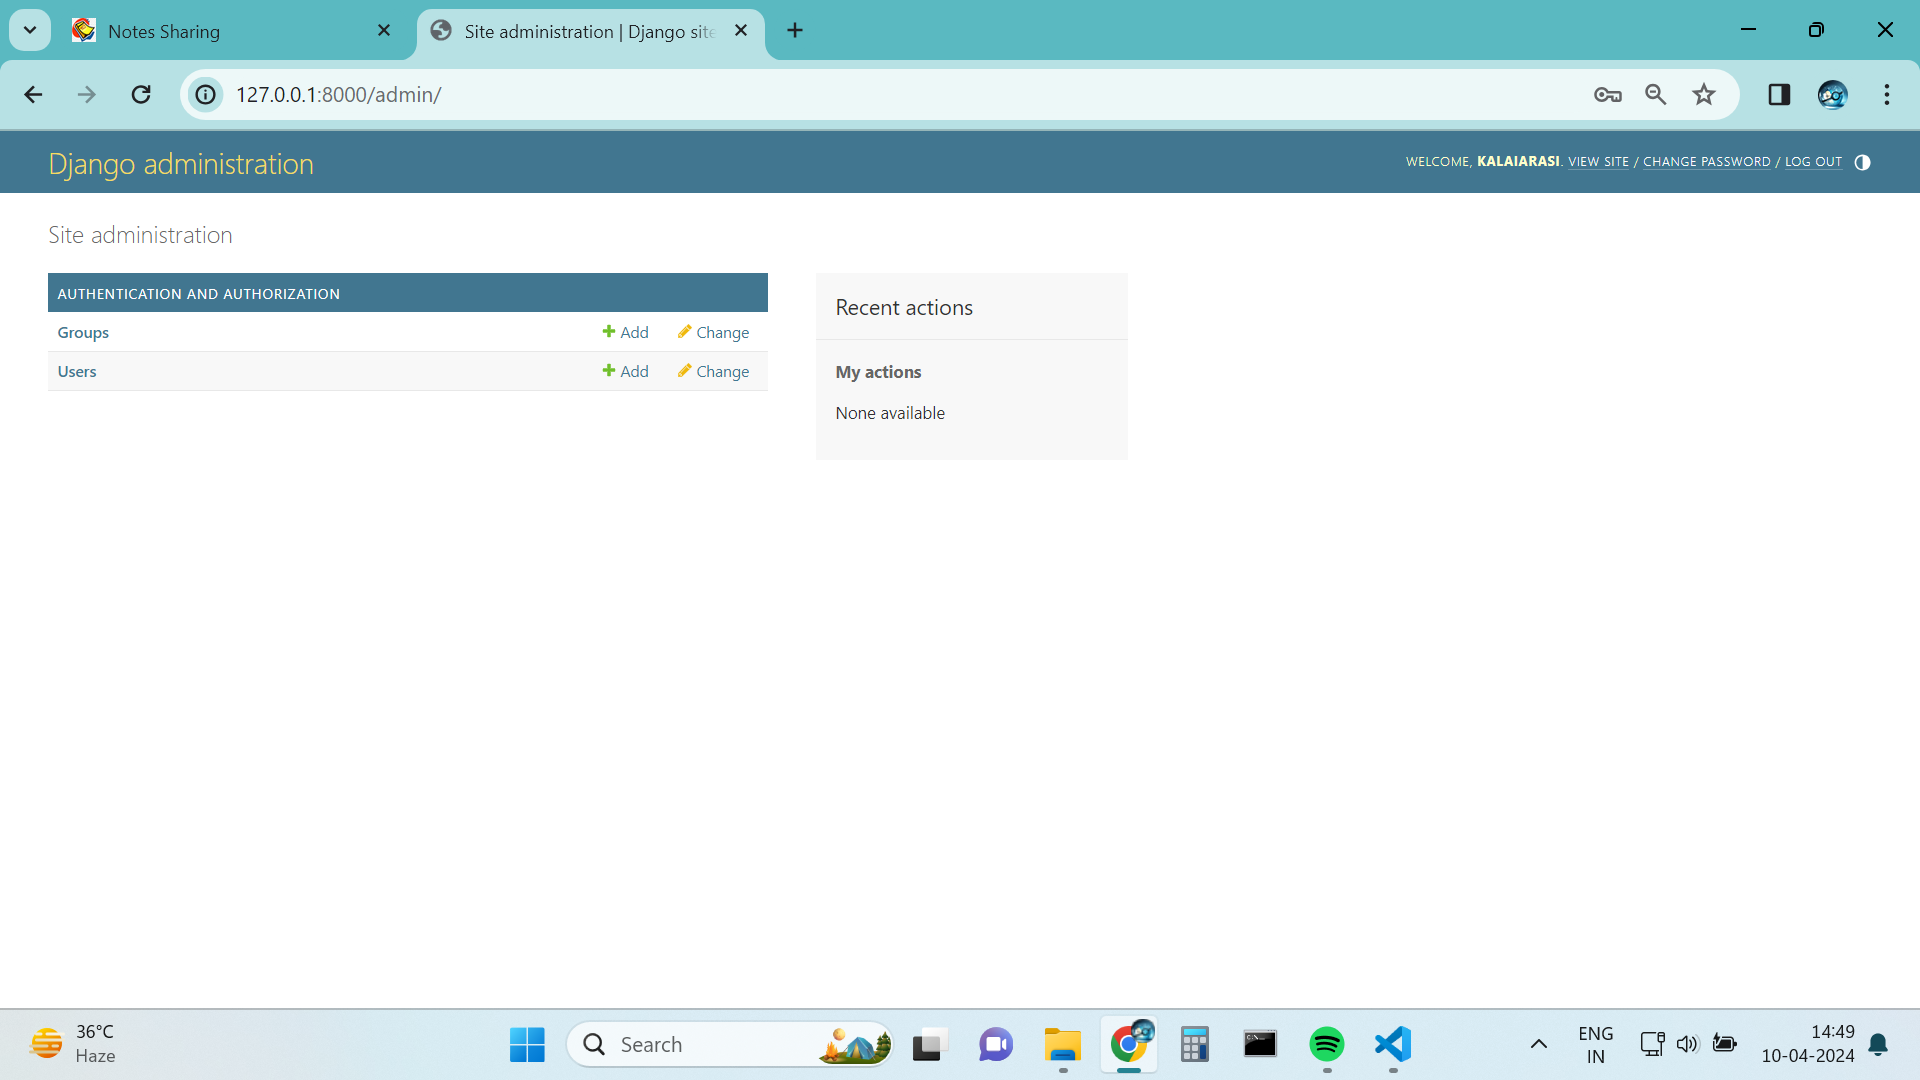 Notes Sharing
Site administration | Django site
127.0.0.1:8000/admin/
Django administration
WELCOME, KALAIARASI. VIEW SITE / CHANGE PASSWORD / LOG OUT
Site administration
AUTHENTICATION AND AUTHORIZATION
Groups Add Change
Users Add Change
Recent actions
My actions
None available
36°C
Haze
Search
ENG
IN
14:49
10-04-2024